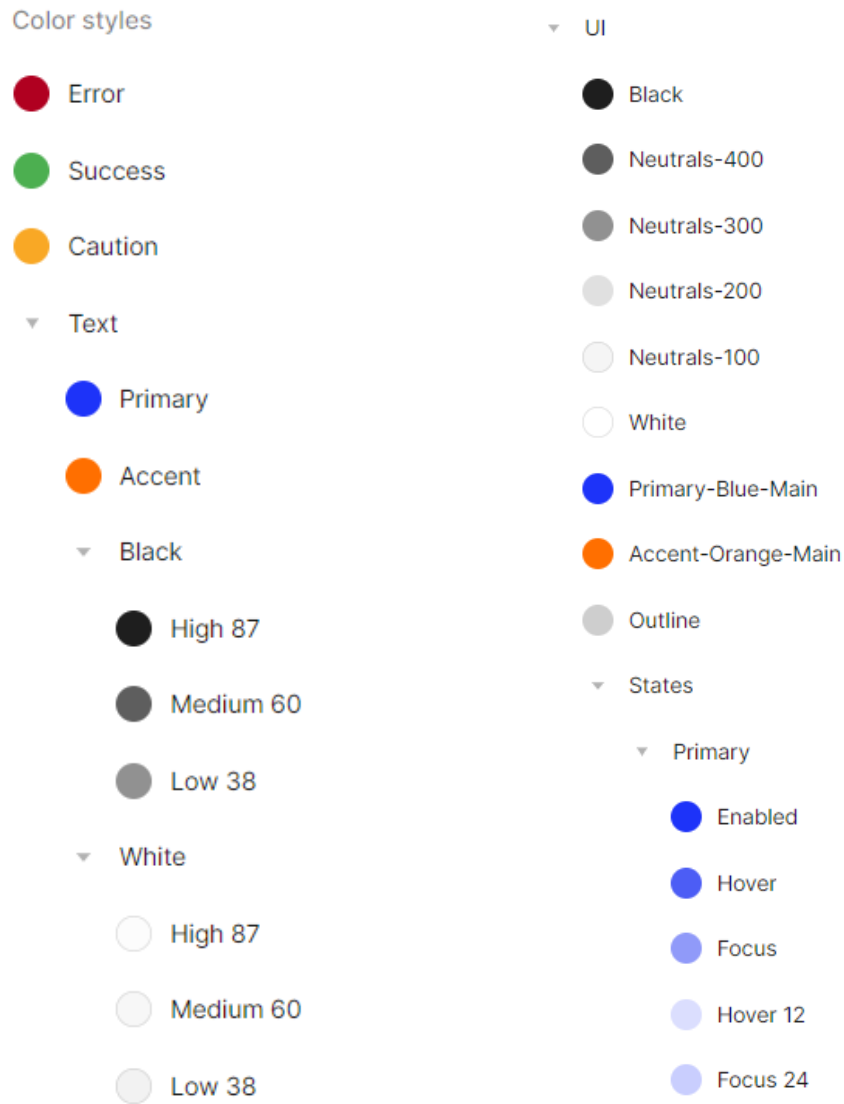 Color styles
Error
Success
Caution
Text
Primary
Accent
Black
High 87
Medium 60
Low 38
White
High 87
Medium 60
Low 38
UI
Black
Neutrals-400
Neutrals-300
Neutrals-200
Neutrals-100
White
Primary-Blue-Main
Accent-Orange-Main
Outline
States
Primary
Enabled
Hover
Focus
Hover 12
Focus 24